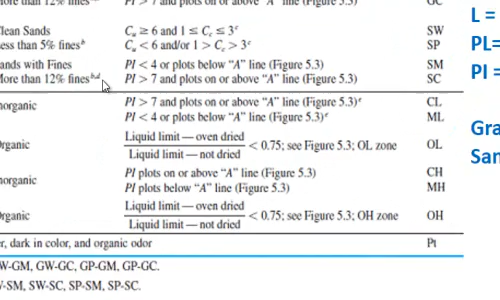 More than 12% fines PI > 7 and plots on or above "A" line (Figure 5.3) GC
Clean Sands Cu ≥ 6 and 1 ≤ Cc ≤ 3c SW
Less than 5% finesb Cu < 6 and/or 1 > Cc > 3c SP
Sands with Fines PI < 4 or plots below "A" line (Figure 5.3) SM
More than 12% finesb,d PI > 7 and plots on or above "A" line (Figure 5.3) SC
norganic PI > 7 and plots on or above "A" line (Figure 5.3)e CL
PI < 4 or plots below "A" line (Figure 5.3)e ML
Organic Liquid limit—oven dried
Liquid limit—not dried < 0.75; see Figure 5.3; OL zone OL
norganic PI plots on or above "A" line (Figure 5.3) CH
PI plots below "A" line (Figure 5.3) MH
Organic Liquid limit—oven dried
Liquid limit—not dried < 0.75; see Figure 5.3; OH zone OH
r, dark in color, and organic odor Pt
W-GM, GW-GC, GP-GM, GP-GC.
W-SM, SW-SC, SP-SM, SP-SC.
L =
PL=
PI =
Gra
San